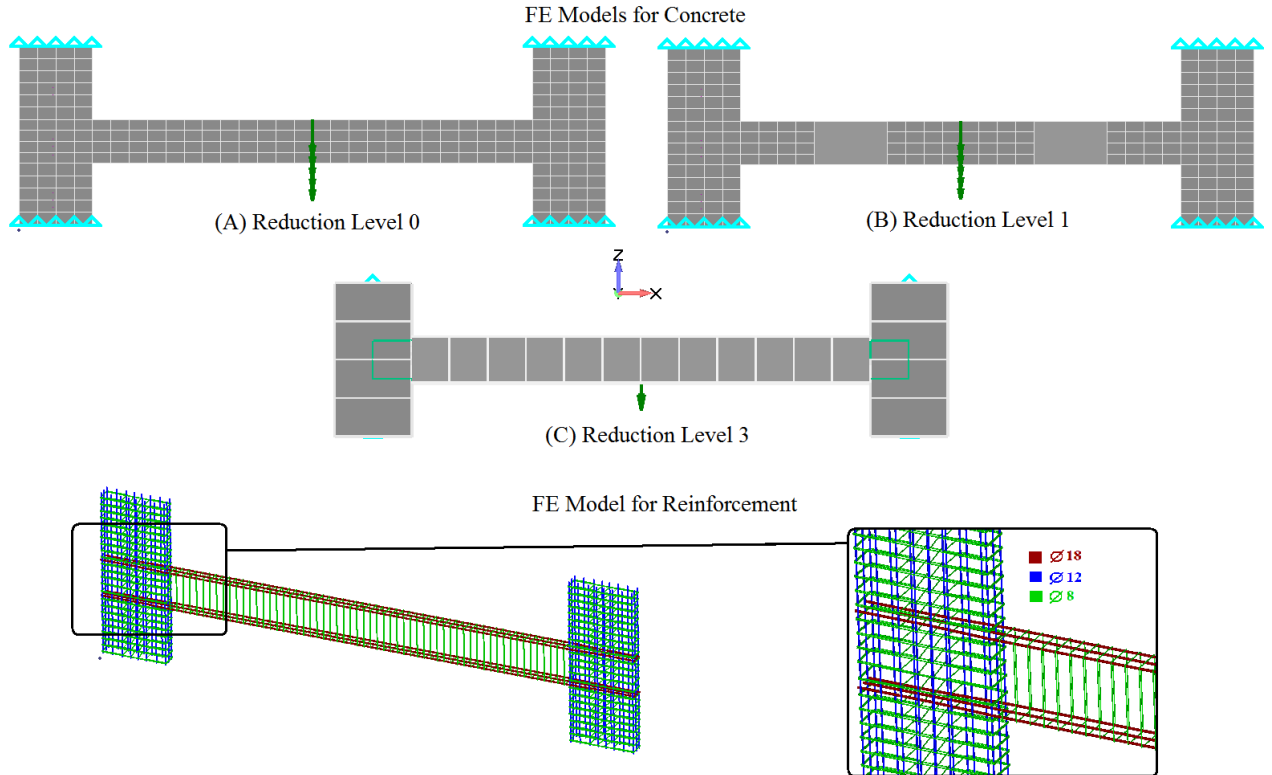 FE Models for Concrete
(A) Reduction Level 0
(B) Reduction Level 1
Z
Y
X
(C) Reduction Level 3
FE Model for Reinforcement
∅18
∅12
∅8